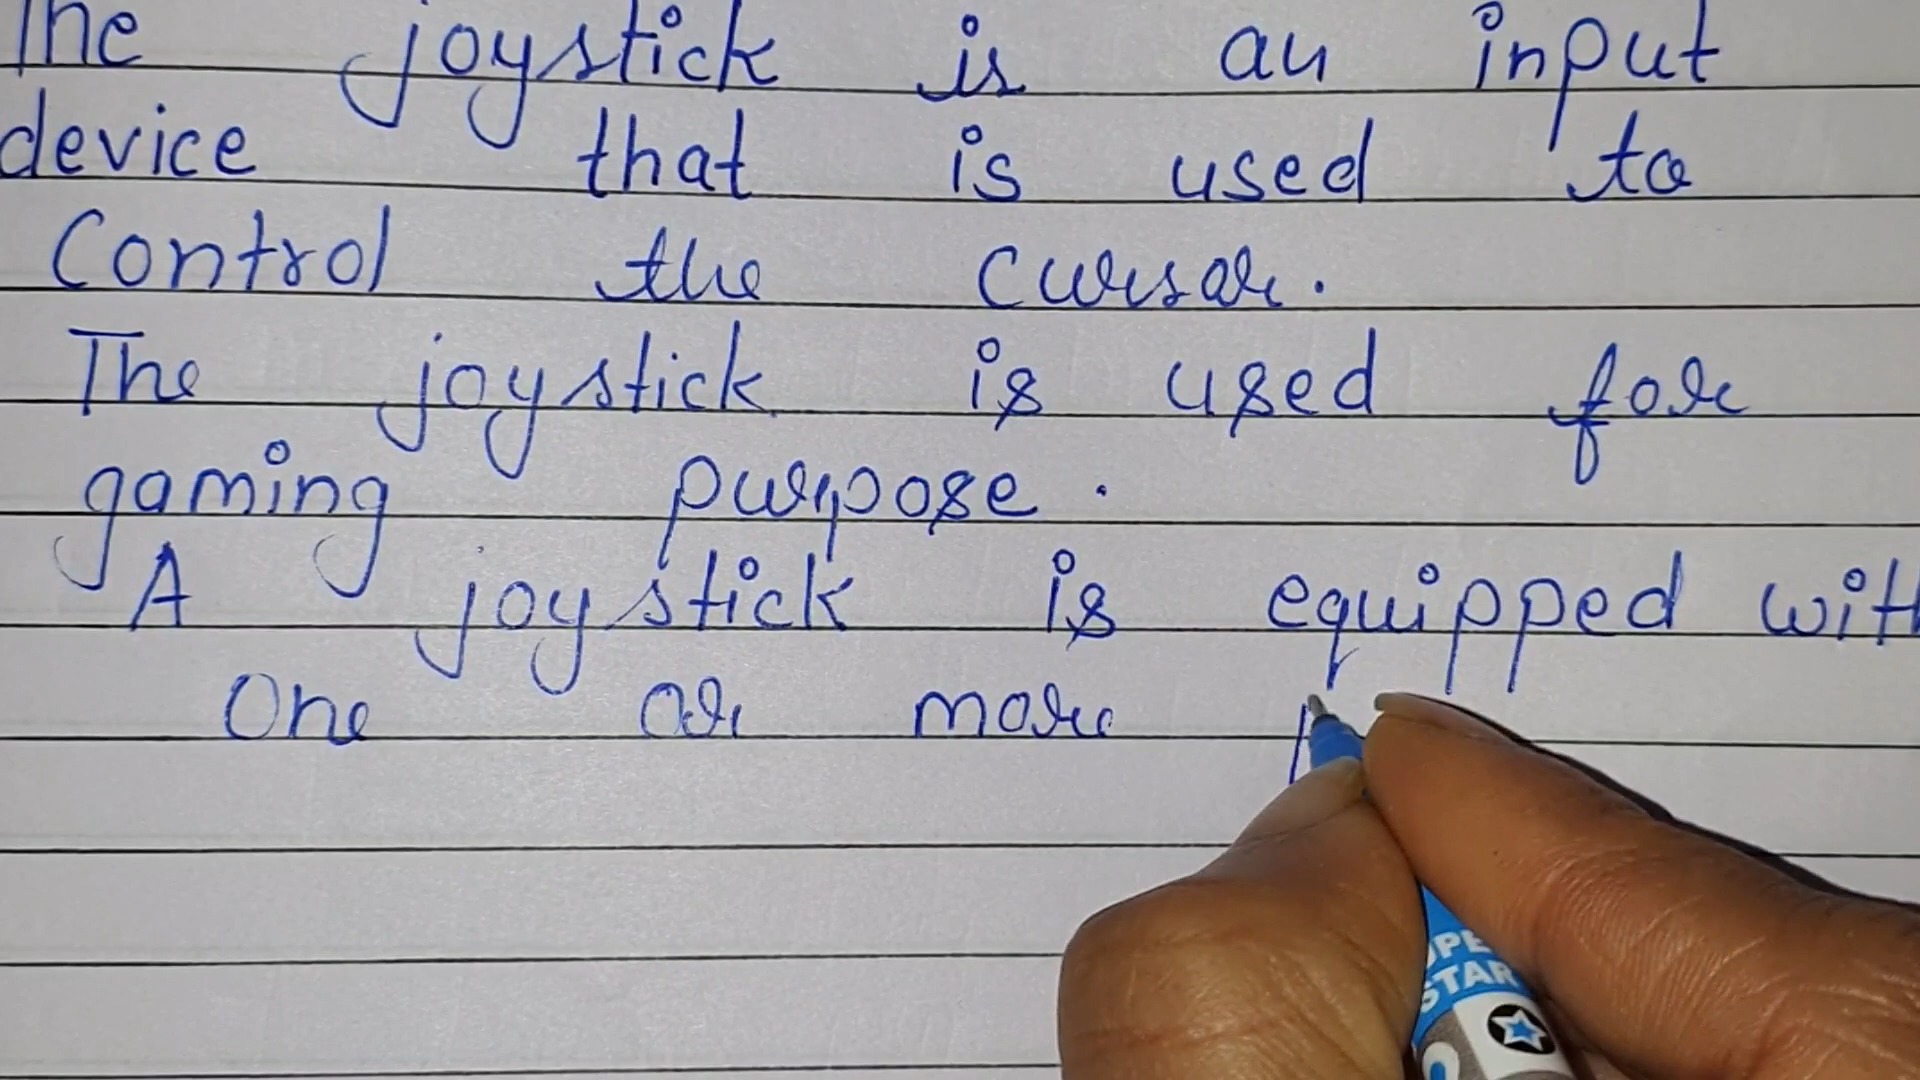 The joystick is an input
device that is used to
Control the cursor.
The joystick is used for
gaming purpose.
A joystick is equipped with
One or more
STAR